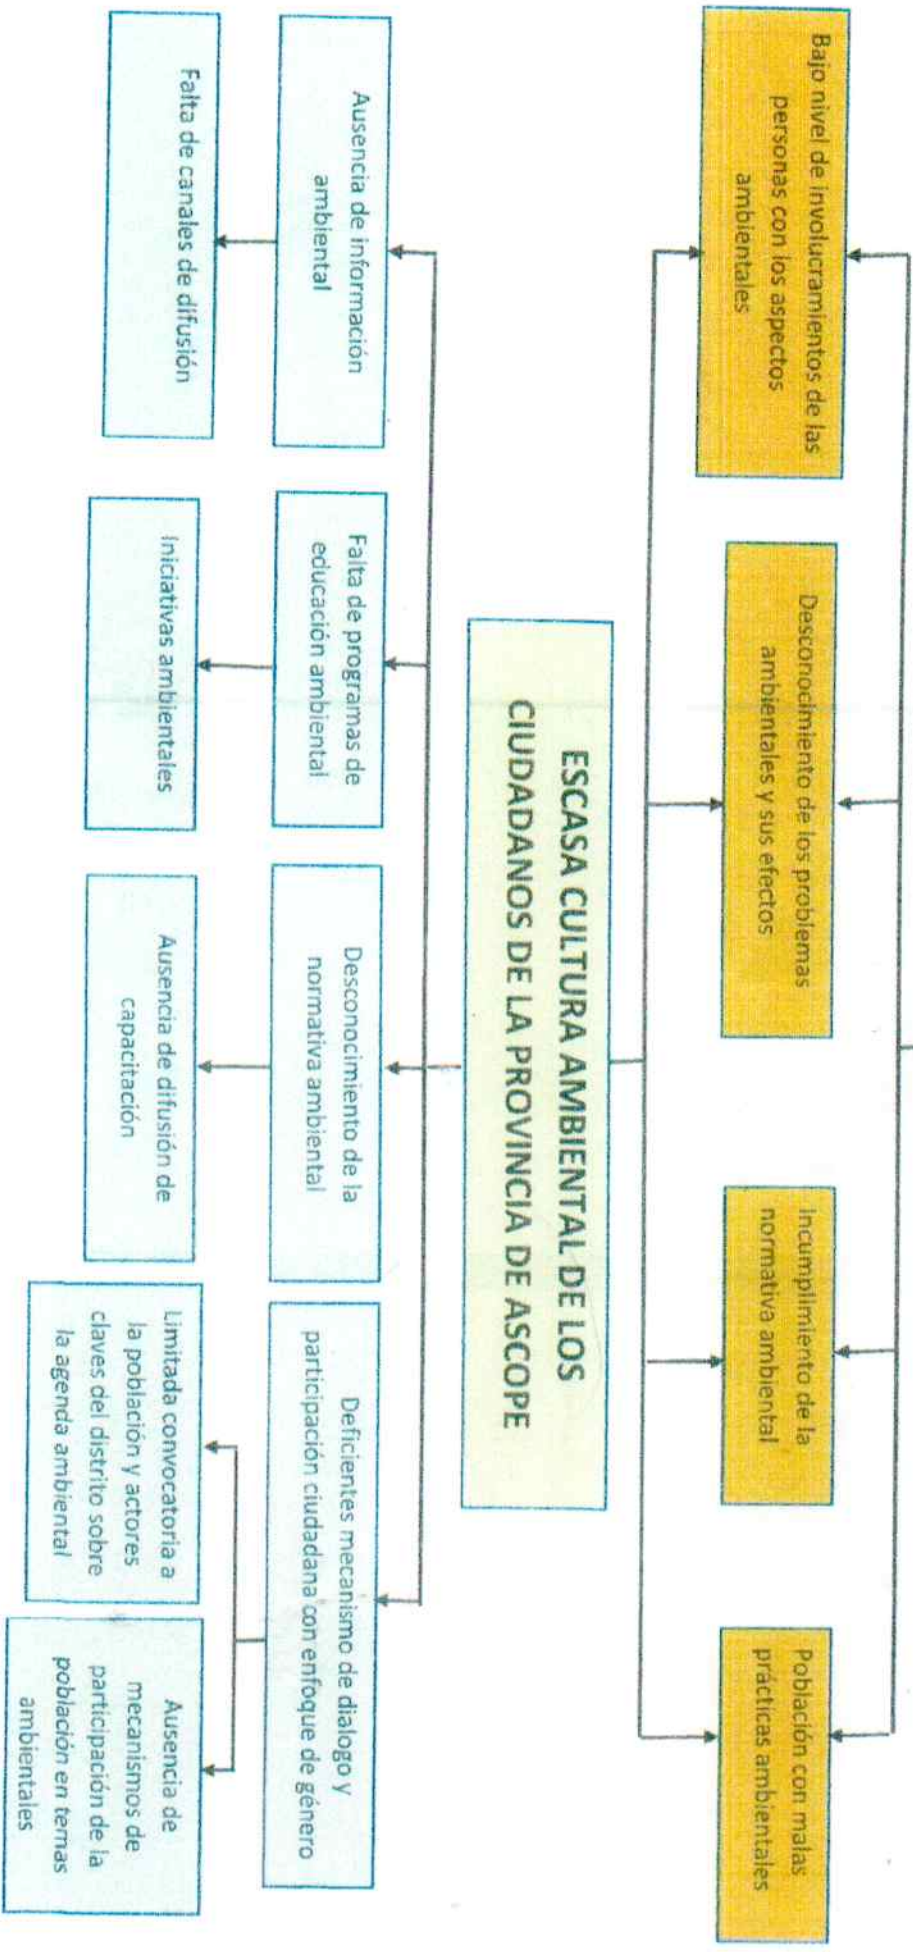 Bajo nivel de involucramientos de las
personas con los aspectos
ambientales
Desconocimiento de los problemas
ambientales y sus efectos
Incumplimiento de la
normativa ambiental
Población con malas
prácticas ambientales
ESCASA CULTURA AMBIENTAL DE LOS
CIUDADANOS DE LA PROVINCIA DE ASCOPE
Ausencia de información
ambiental
Falta de programas de
educación ambiental
Desconocimiento de la
normativa ambiental
Deficientes mecanismo de dialogo y
participación ciudadana con enfoque de género
Falta de canales de difusión
Iniciativas ambientales
Ausencia de difusión de
capacitación
Limitada convocatoria a
la población y actores
claves del distrito sobre
la agenda ambiental
Ausencia de
mecanismos de
participación de la
población en temas
ambientales